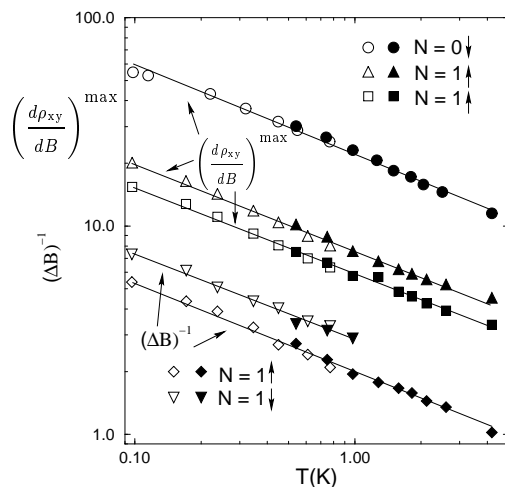 100.0
N = 0↓
N = 1↑
N = 1↑
(dρxy/dB)max
(dρxy/dB)max
10.0
(ΔB)-1
(ΔB)-1
N = 1↑
N = 1↓
1.0
0.10
1.00
T(K)